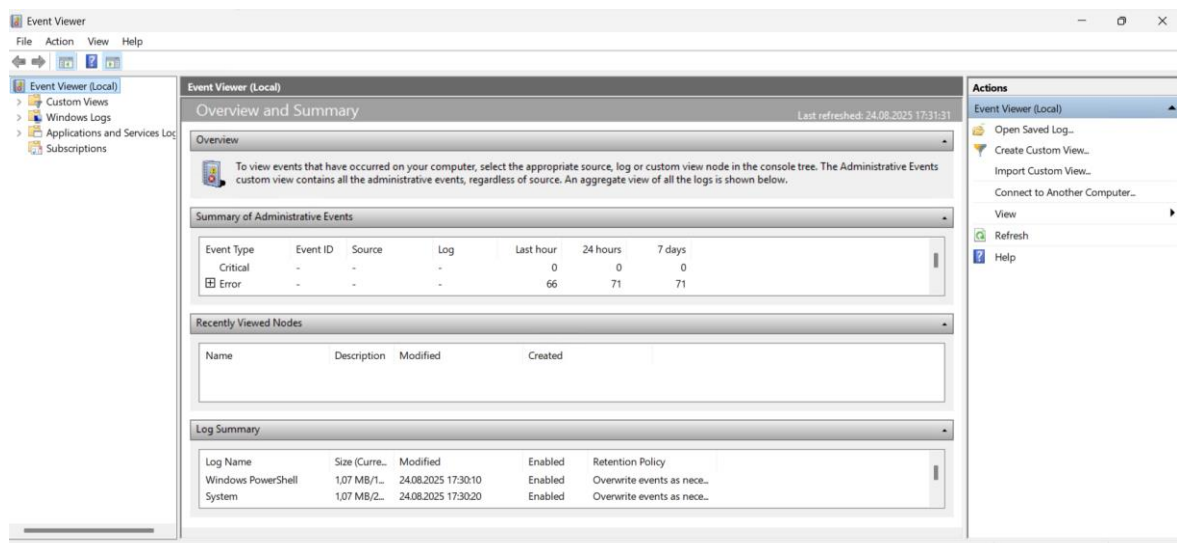 Event Viewer
File Action View Help
Event Viewer (Local)
Custom Views
Windows Logs
Applications and Services Log
Subscriptions
Event Viewer (Local)
Overview and Summary
Last refreshed: 24.08.2025 17:31:31
Overview
To view events that have occurred on your computer, select the appropriate source, log or custom view node in the console tree. The Administrative Events
custom view contains all the administrative events, regardless of source. An aggregate view of all the logs is shown below.
Summary of Administrative Events
Event Type Event ID Source Log Last hour 24 hours 7 days
Critical - - - 0 0 0
Error - - - 66 71 71
Recently Viewed Nodes
Name Description Modified Created
Log Summary
Log Name Size (Curre... Modified Enabled Retention Policy
Windows PowerShell 1,07 MB/1... 24.08.2025 17:30:10 Enabled Overwrite events as nece...
System 1,07 MB/2... 24.08.2025 17:30:20 Enabled Overwrite events as nece...
Actions
Event Viewer (Local)
Open Saved Log...
Create Custom View...
Import Custom View...
Connect to Another Computer...
View
Refresh
Help